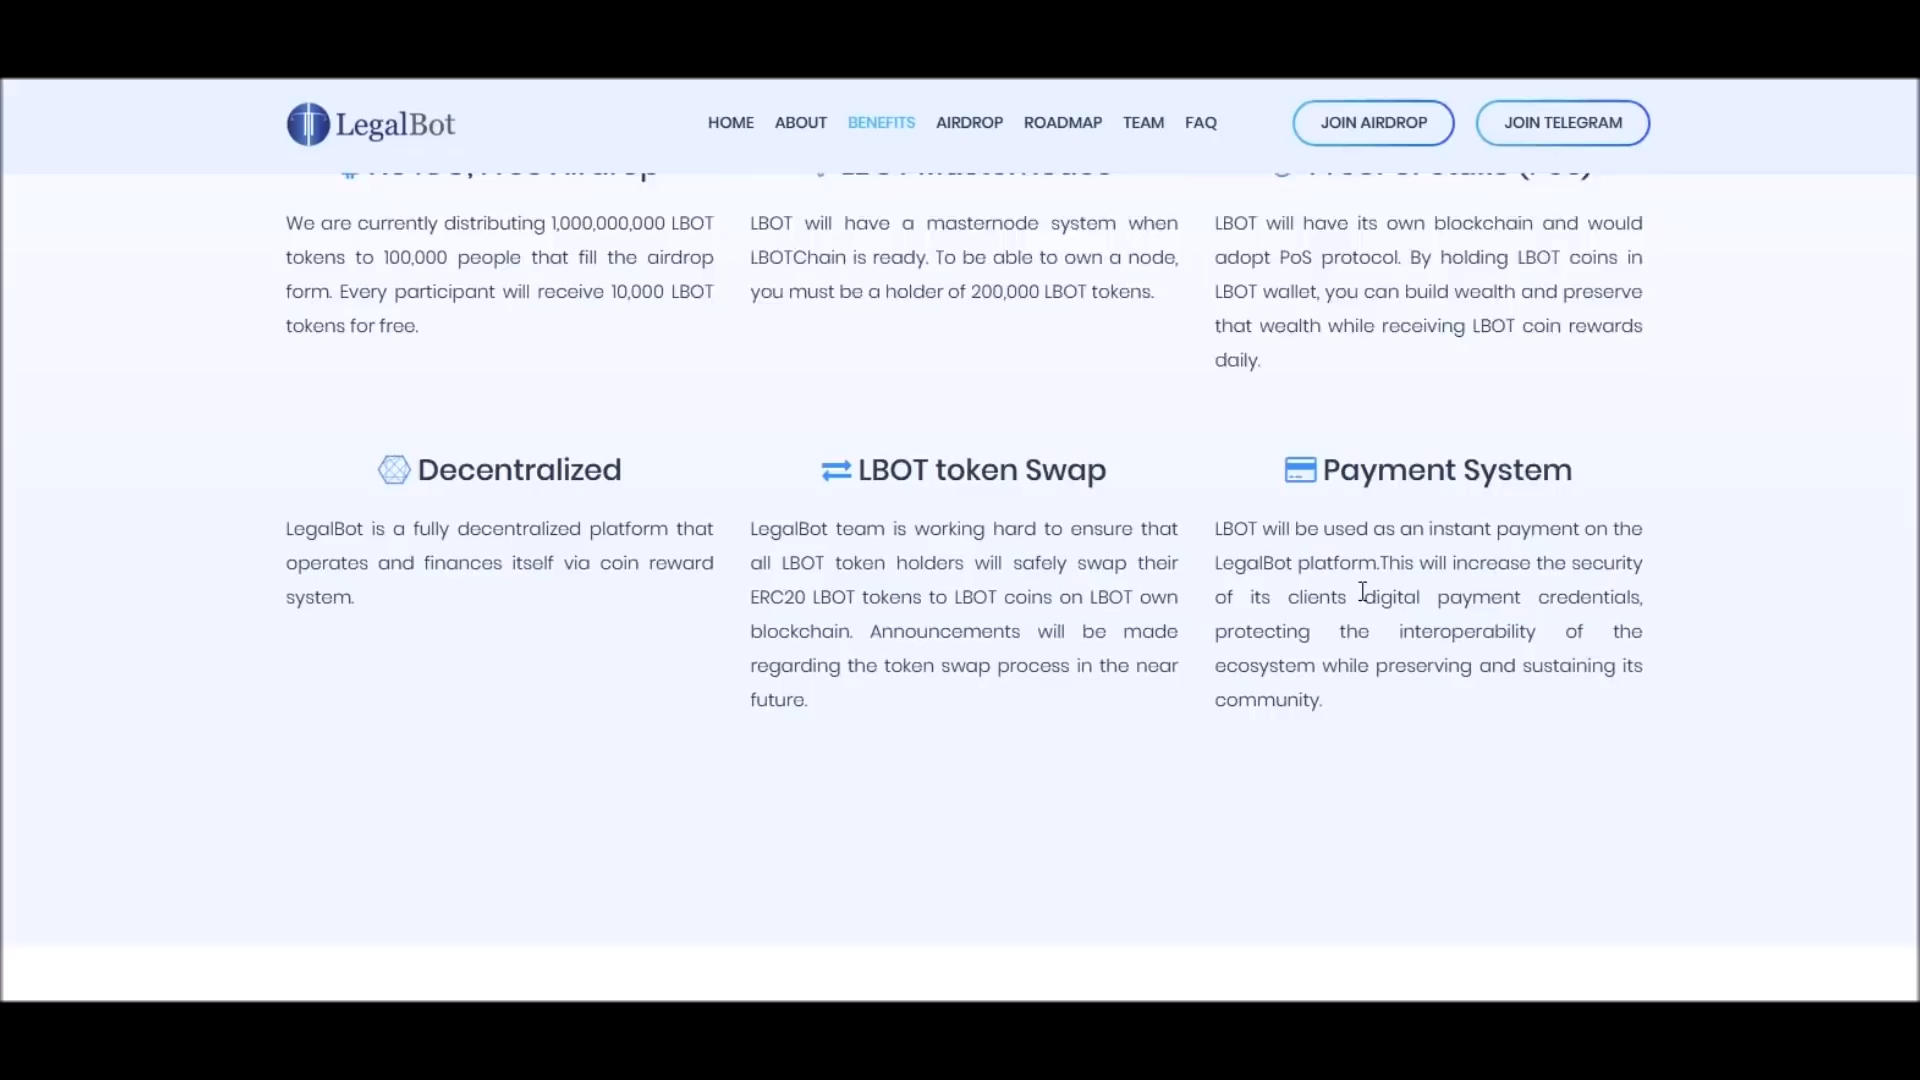 LegalBot
HOME ABOUT BENEFITS AIRDROP ROADMAP TEAM FAQ
JOIN AIRDROP
JOIN TELEGRAM
We are currently distributing 1,000,000,000 LBOT
tokens to 100,000 people that fill the airdrop
form. Every participant will receive 10,000 LBOT
tokens for free.
LBOT will have a masternode system when
LBOTChain is ready. To be able to own a node,
you must be a holder of 200,000 LBOT tokens.
LBOT will have its own blockchain and would
adopt PoS protocol. By holding LBOT coins in
LBOT wallet, you can build wealth and preserve
that wealth while receiving LBOT coin rewards
daily.
Decentralized
LegalBot is a fully decentralized platform that
operates and finances itself via coin reward
system.
LBOT token Swap
LegalBot team is working hard to ensure that
all LBOT token holders will safely swap their
ERC20 LBOT tokens to LBOT coins on LBOT own
blockchain. Announcements will be made
regarding the token swap process in the near
future.
Payment System
LBOT will be used as an instant payment on the
LegalBot platform.This will increase the security
of its clients digital payment credentials,
protecting the interoperability of the
ecosystem while preserving and sustaining its
community.